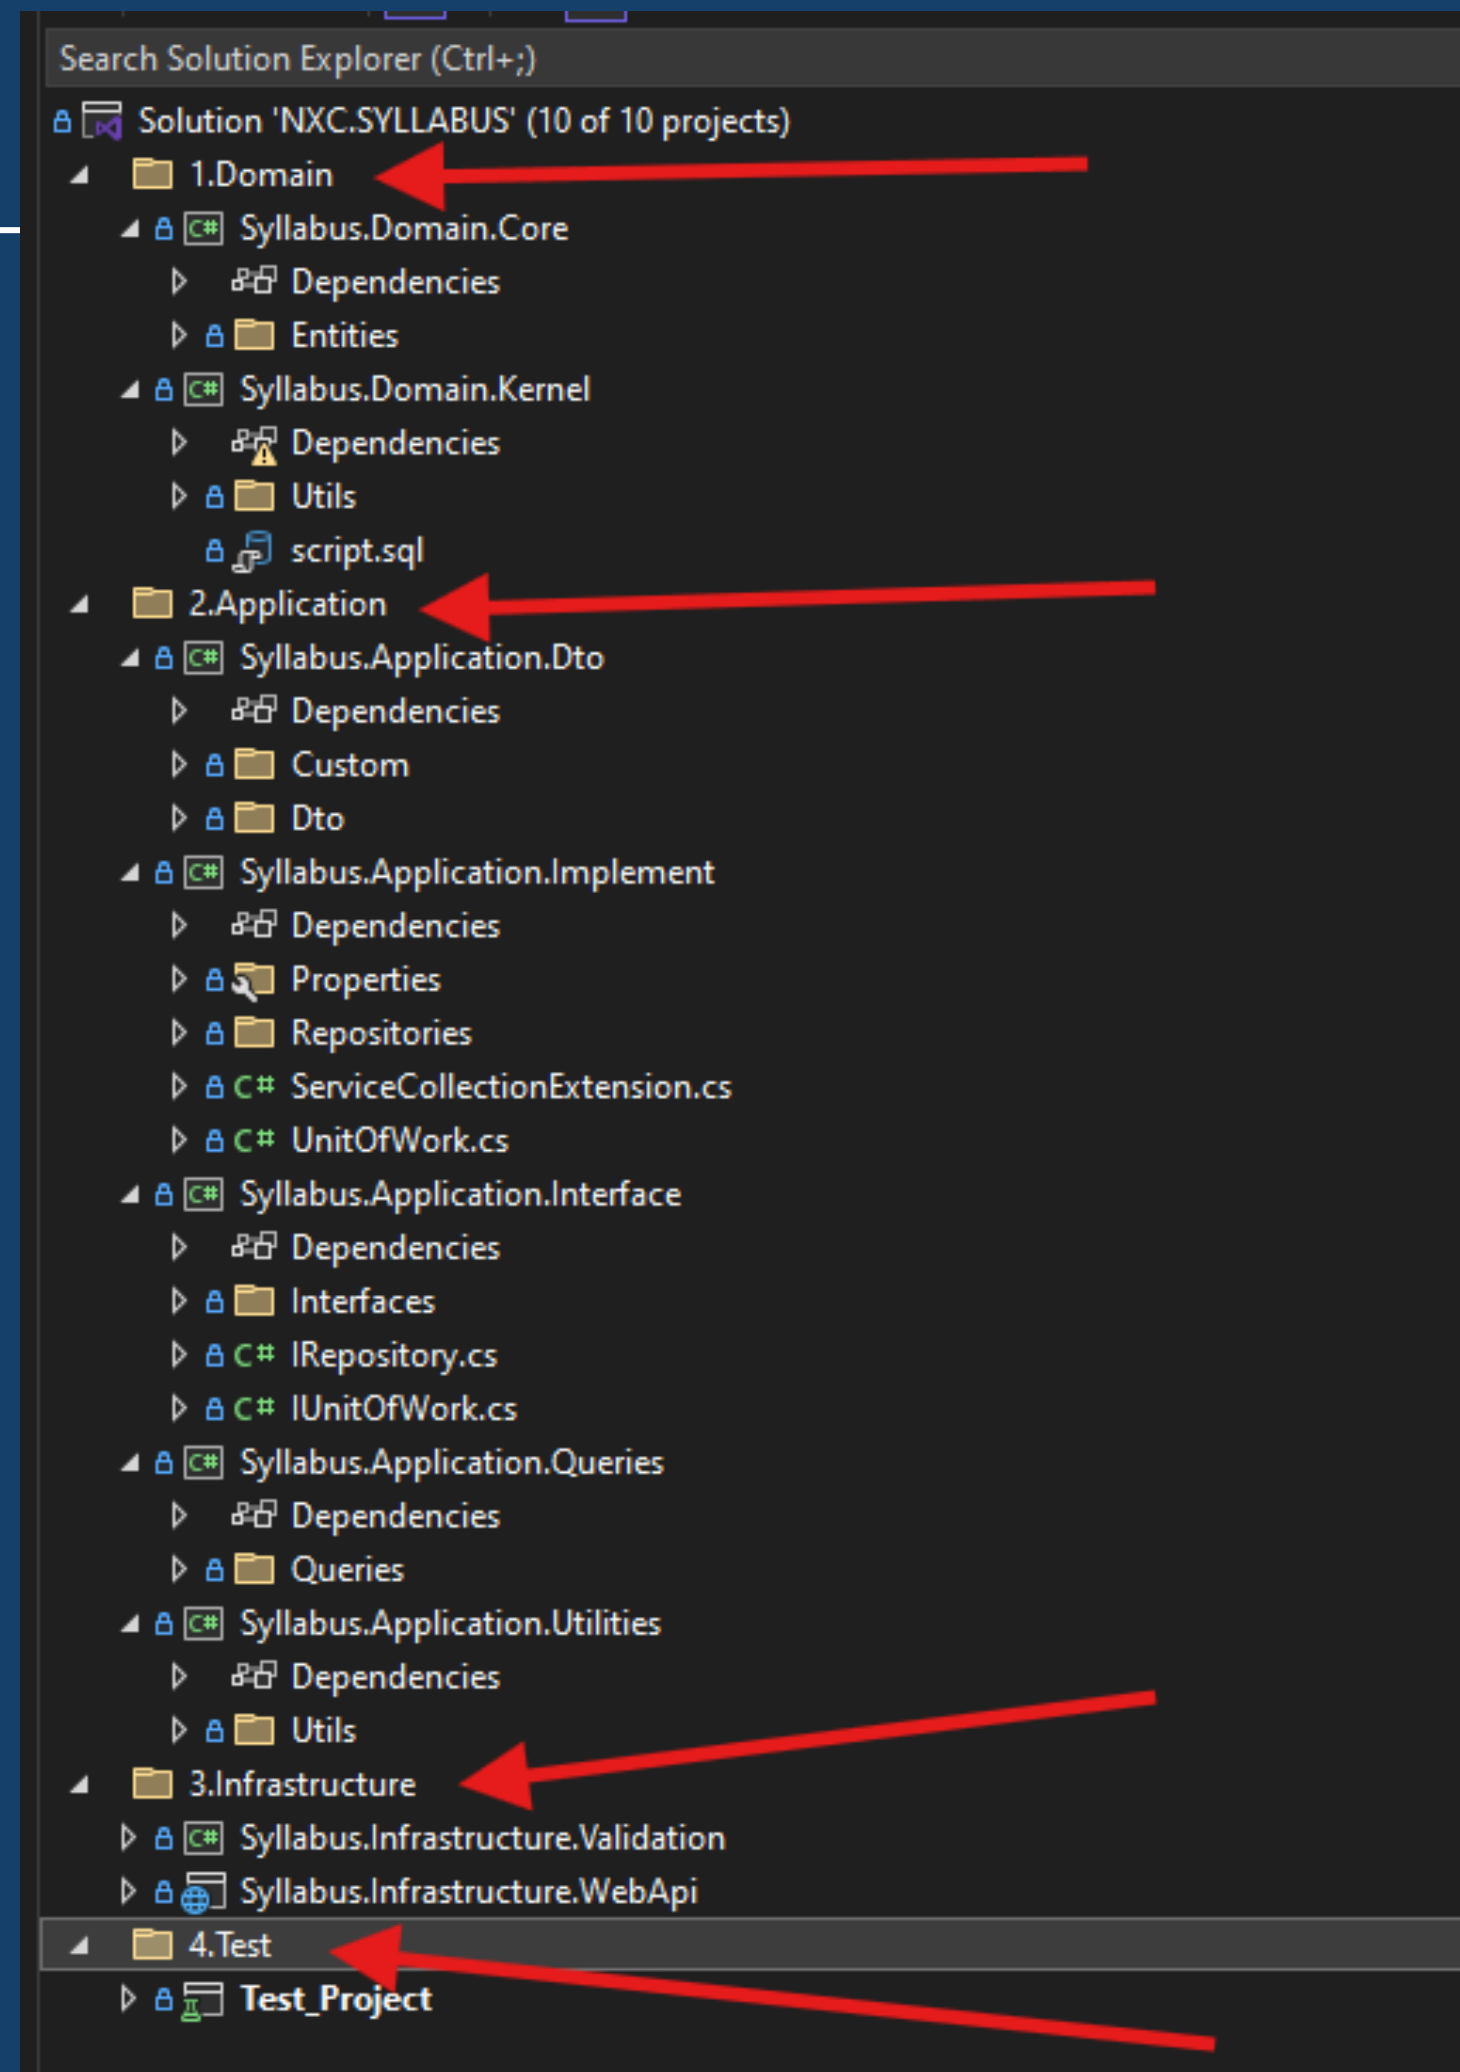 Search Solution Explorer (Ctrl+;)
Solution 'NXC.SYLLABUS' (10 of 10 projects)
1.Domain
C# Syllabus.Domain.Core
Dependencies
Entities
C# Syllabus.Domain.Kernel
Dependencies
Utils
script.sql
2.Application
C# Syllabus.Application.Dto
Dependencies
Custom
Dto
C# Syllabus.Application.Implement
Dependencies
Properties
Repositories
C# ServiceCollectionExtension.cs
C# UnitOfWork.cs
C# Syllabus.Application.Interface
Dependencies
Interfaces
C# IRepository.cs
C# IUnitOfWork.cs
C# Syllabus.Application.Queries
Dependencies
Queries
C# Syllabus.Application.Utilities
Dependencies
Utils
3.Infrastructure
C# Syllabus.Infrastructure.Validation
Syllabus.Infrastructure.WebApi
4.Test
Test_Project